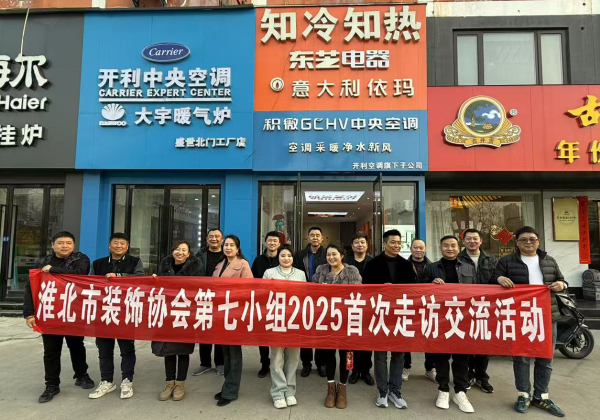 海尔
Haier
挂炉
Carrier
开利中央空调
CARRIER EXPERT CENTER
DAEWOO
大宇暖气炉
盛世北门工厂店
知冷知热
东芝电器
意大利依玛
积微GCHV中央空调
空调采暖净水新风
开利空调旗下子公司
年份
淮北市装饰协会第七小组2025首次走访交流活动